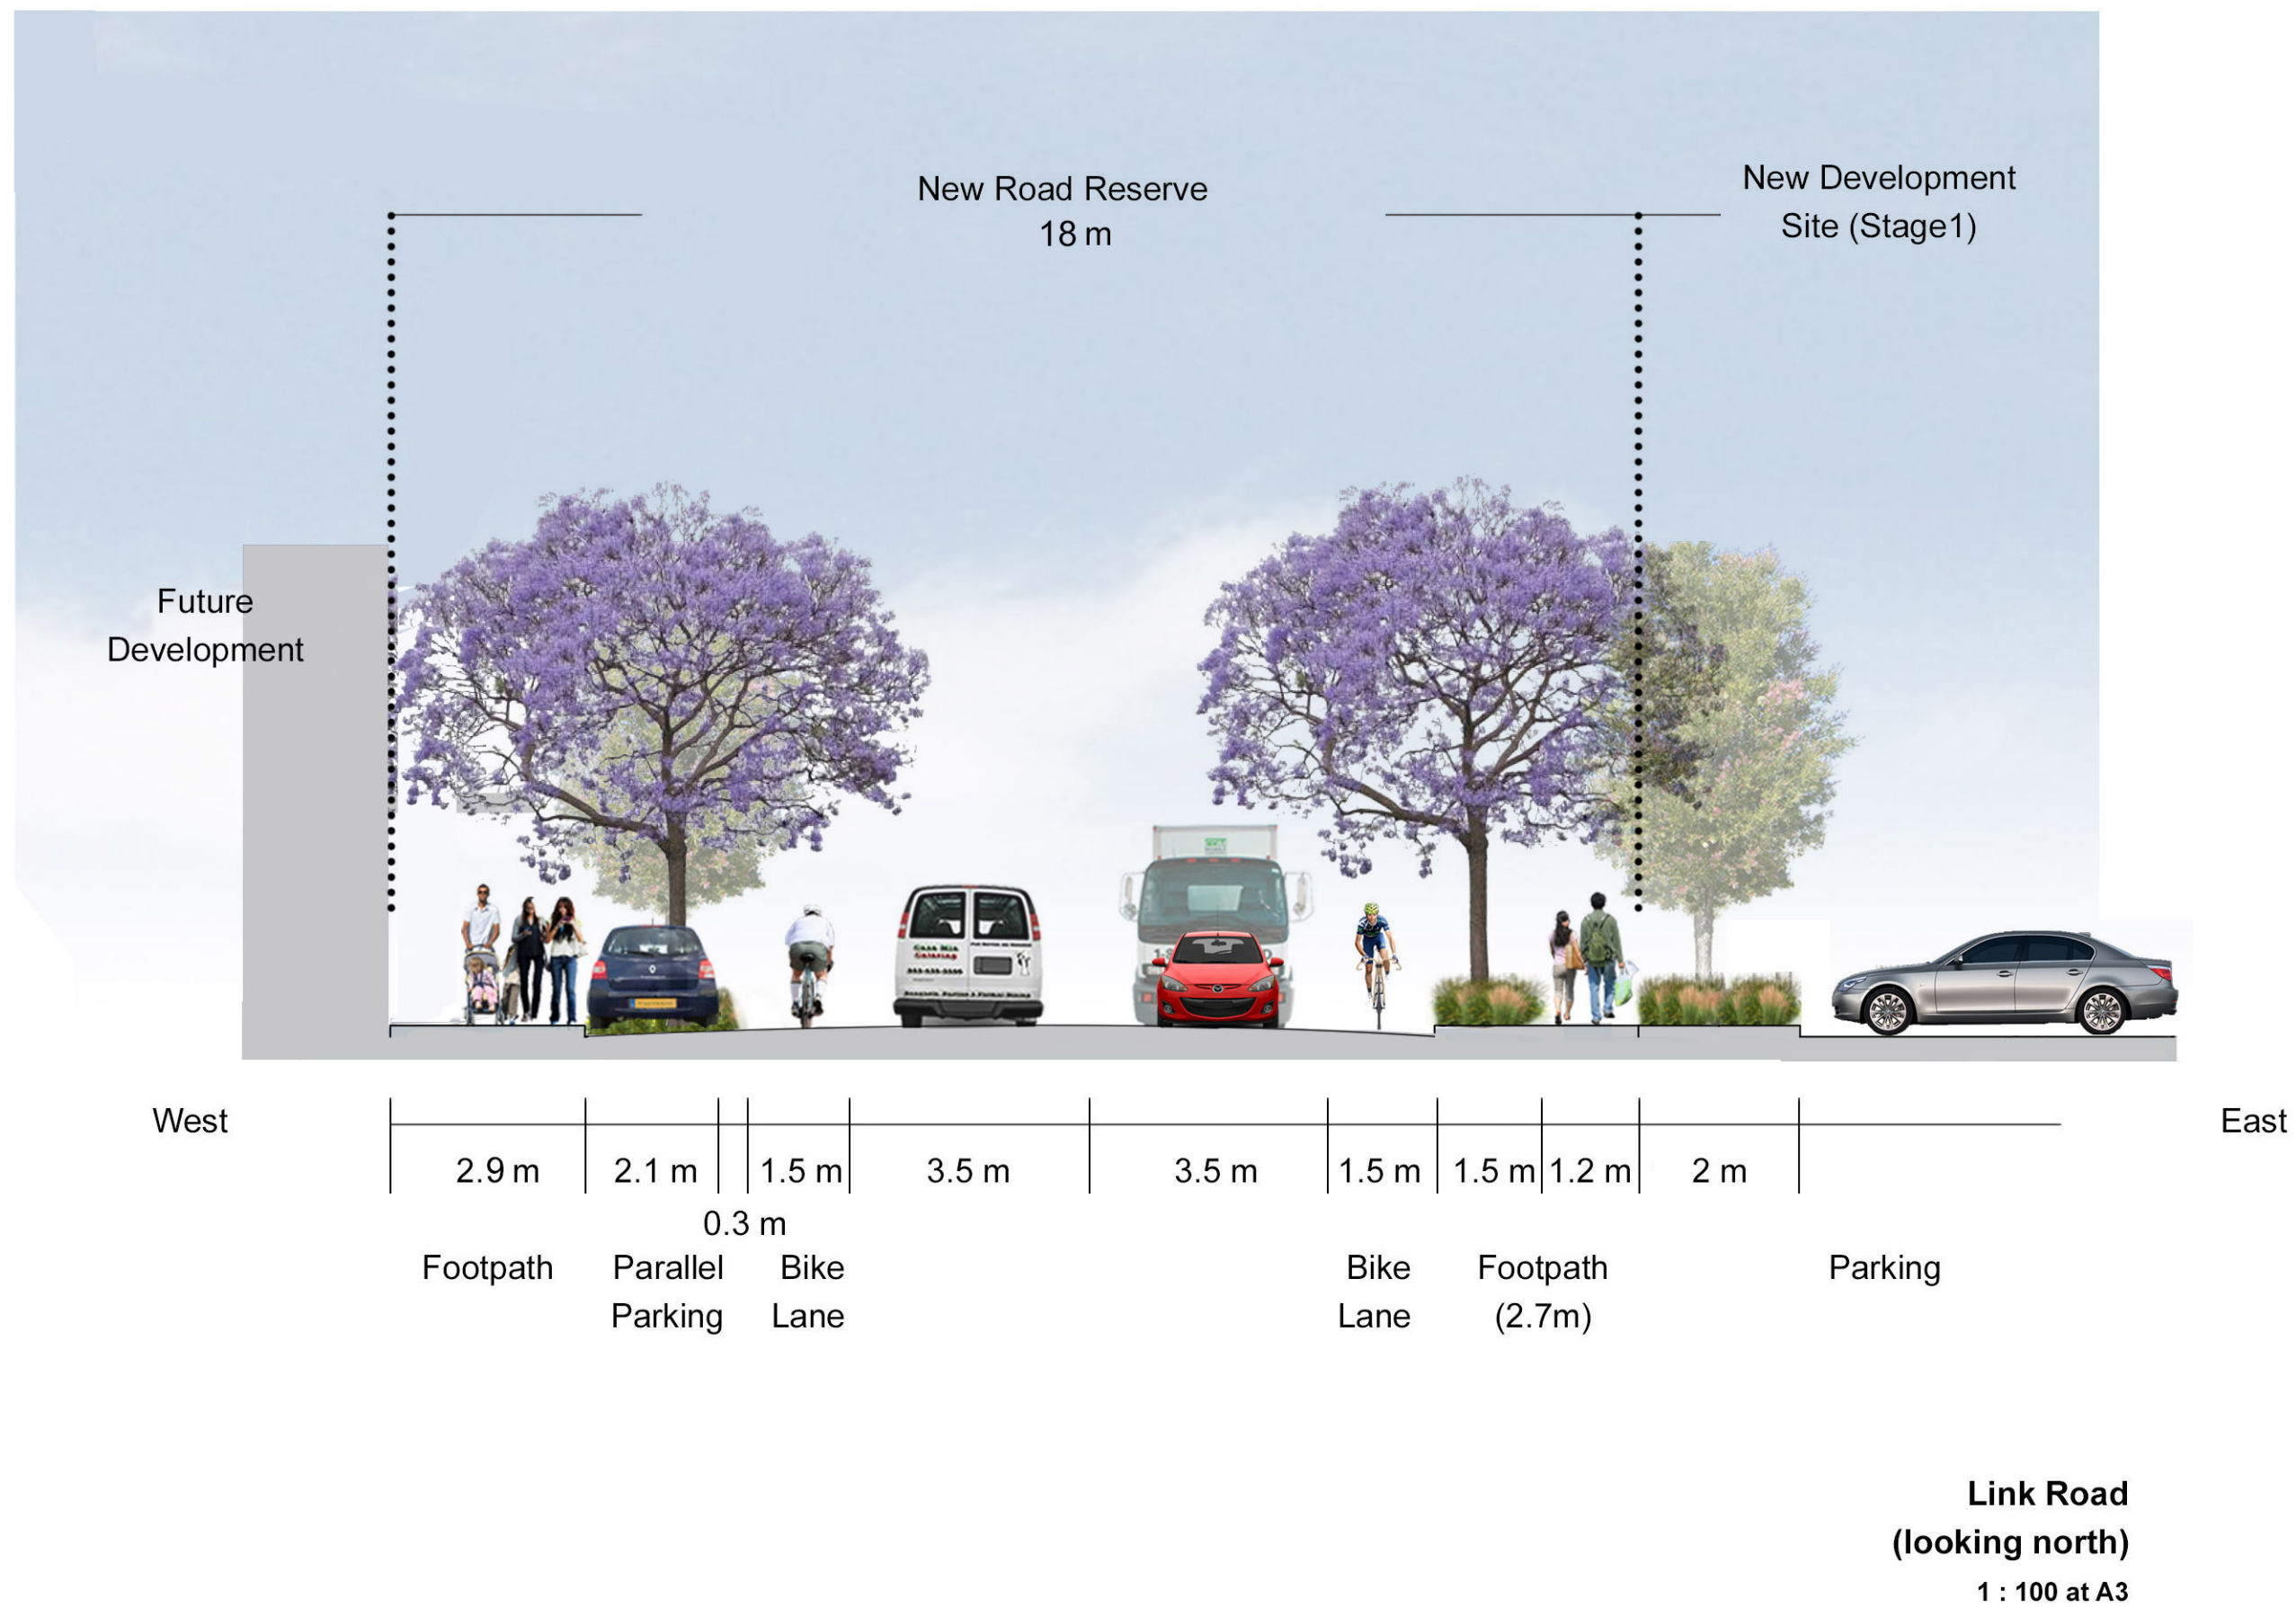 New Road Reserve
18 m
New Development
Site (Stage1)
Future
Development
West
East
2.9 m
2.1 m
0.3 m
1.5 m
3.5 m
3.5 m
1.5 m
1.5 m
1.2 m
2 m
Footpath
Parallel
Parking
Bike
Lane
Bike
Lane
Footpath
(2.7m)
Parking
Link Road
(looking north)
1 : 100 at A3